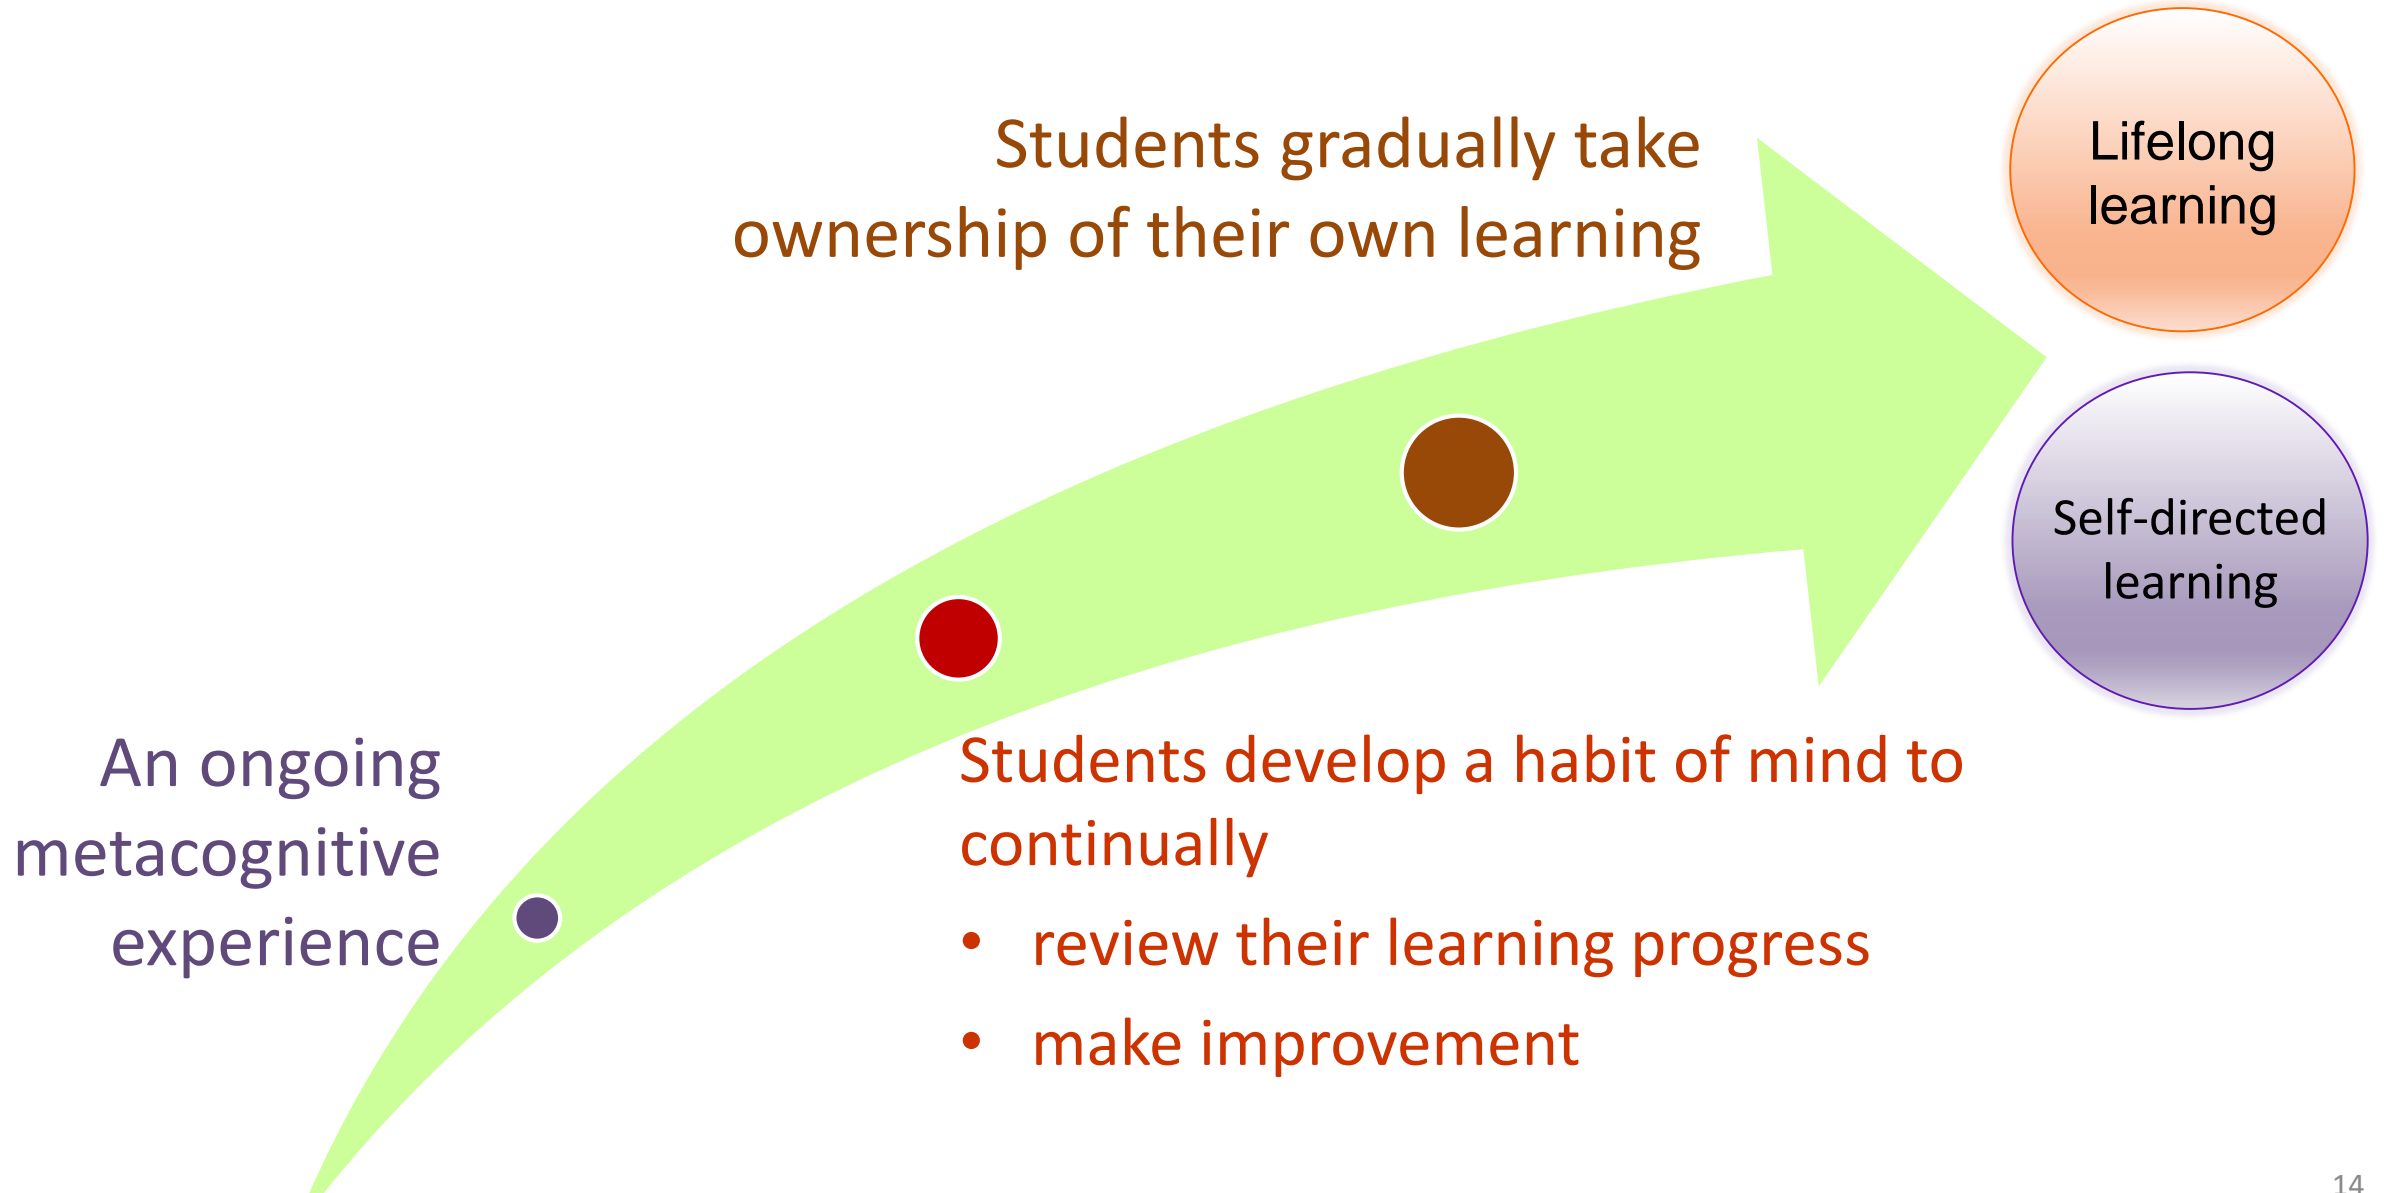 Students gradually take
ownership of their own learning
Lifelong
learning
Self-directed
learning
An ongoing
metacognitive
experience
Students develop a habit of mind to
continually
• review their learning progress
• make improvement
14